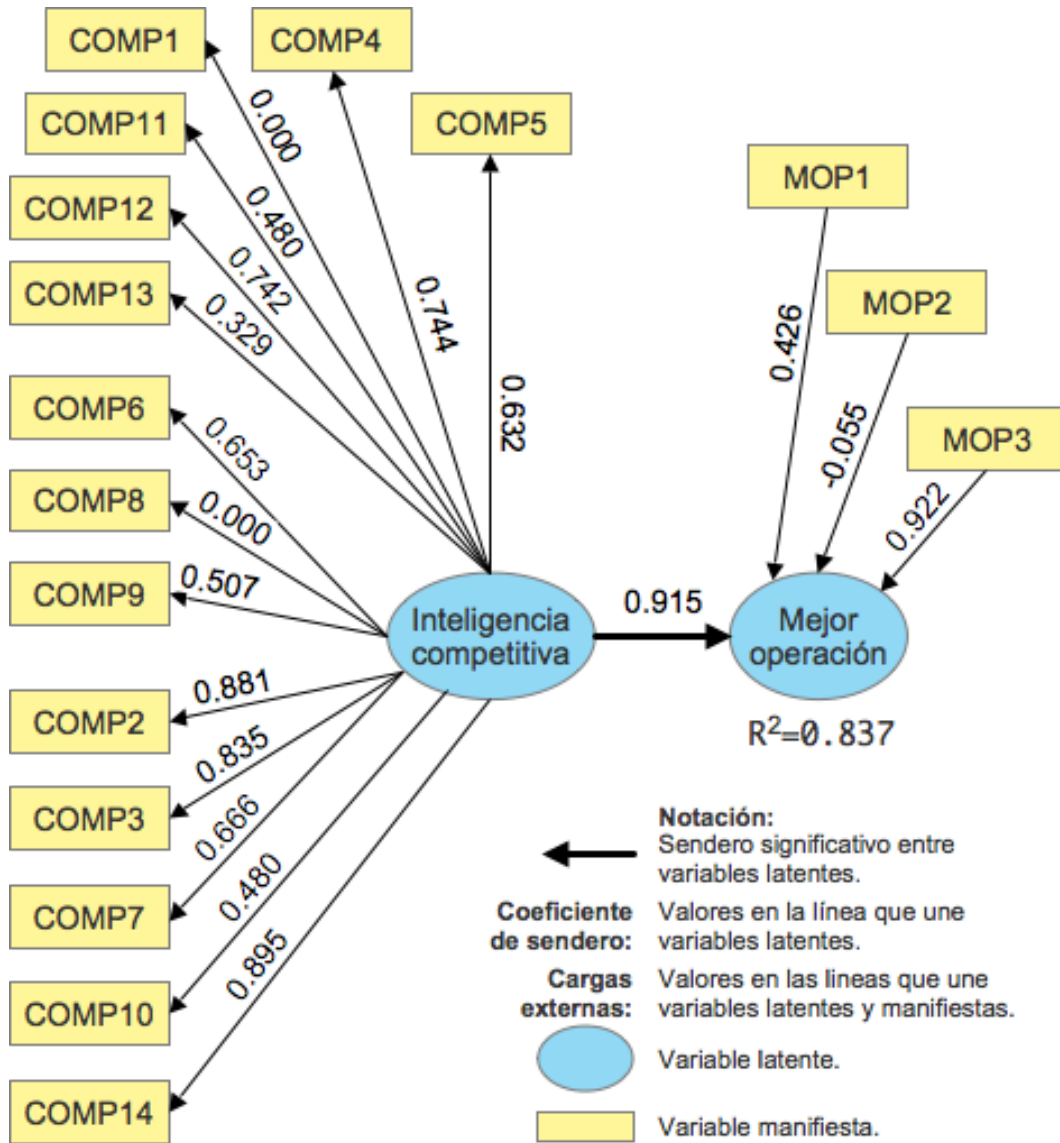 COMP1
COMP4
COMP11
COMP5
COMP12
COMP13
COMP6
COMP8
COMP9
COMP2
COMP3
COMP7
COMP10
COMP14
0.000
0.480
0.742
0.329
0.744
0.632
0.653
0.000
0.507
0.881
0.835
0.666
0.480
0.895
Inteligencia
competitiva
0.915
MOP1
MOP2
MOP3
0.426
-0.055
0.922
Mejor
operación
R²=0.837
Notación:
Sendero significativo entre
variables latentes.
Coeficiente Valores en la línea que une
de sendero: variables latentes.
Cargas Valores en las lineas que une
externas: variables latentes y manifiestas.
Variable latente.
Variable manifiesta.